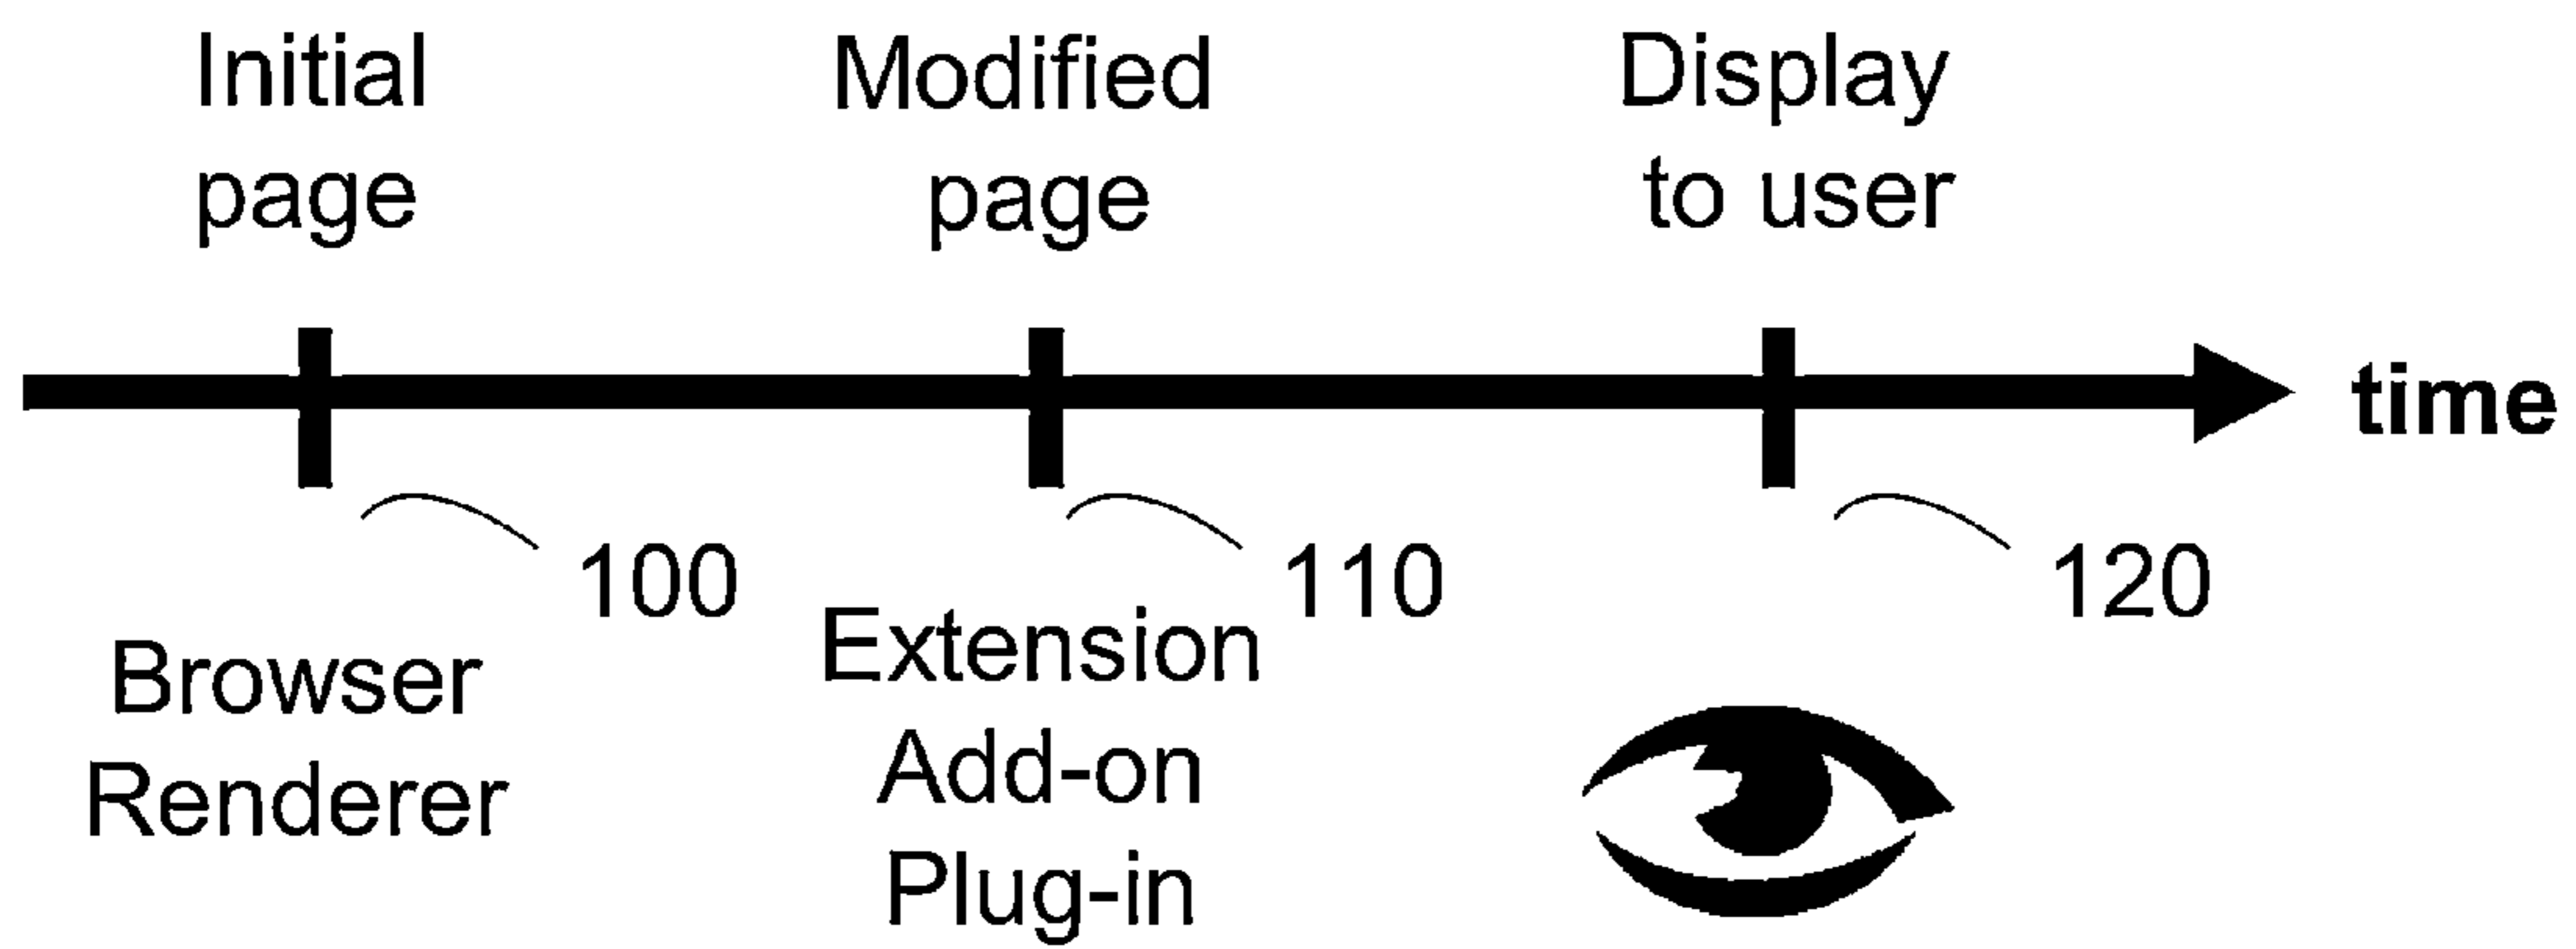 Initial
page
Modified
page
Display
to user
time
100
110
120
Browser
Renderer
Extension
Add-on
Plug-in